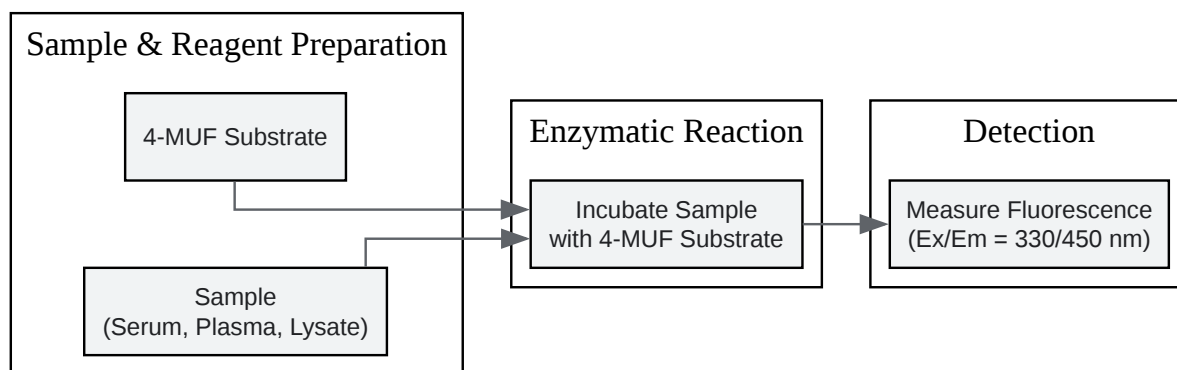 Sample & Reagent Preparation
4-MUF Substrate
Sample
(Serum, Plasma, Lysate)
Enzymatic Reaction
Incubate Sample
with 4-MUF Substrate
Detection
Measure Fluorescence
(Ex/Em = 330/450 nm)